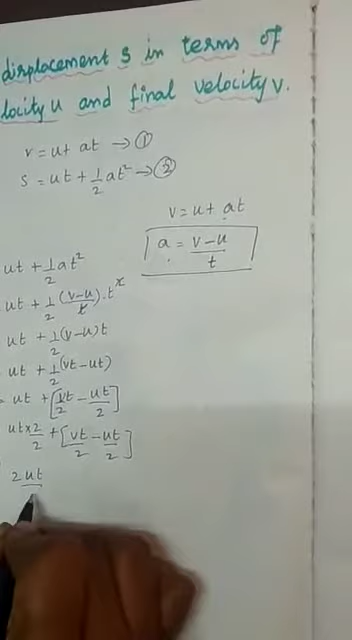 displacement s in terms of
locity u and final velocity v.
v = u + at → ①
s = ut + 1/2 at² → ②
v = u + at
a = v-u/t
ut + 1/2 at²
ut + 1/2 (v-u)/t · t²
ut + 1/2 (v-u)t
ut + 1/2 (vt - ut)
= ut + [vt/2 - ut/2]
ut×2/2 + [vt/2 - ut/2]
2ut